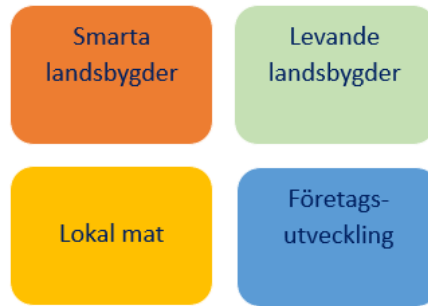 Smarta
landsbygder
Levande
landsbygder
Lokal mat
Företags-
utveckling